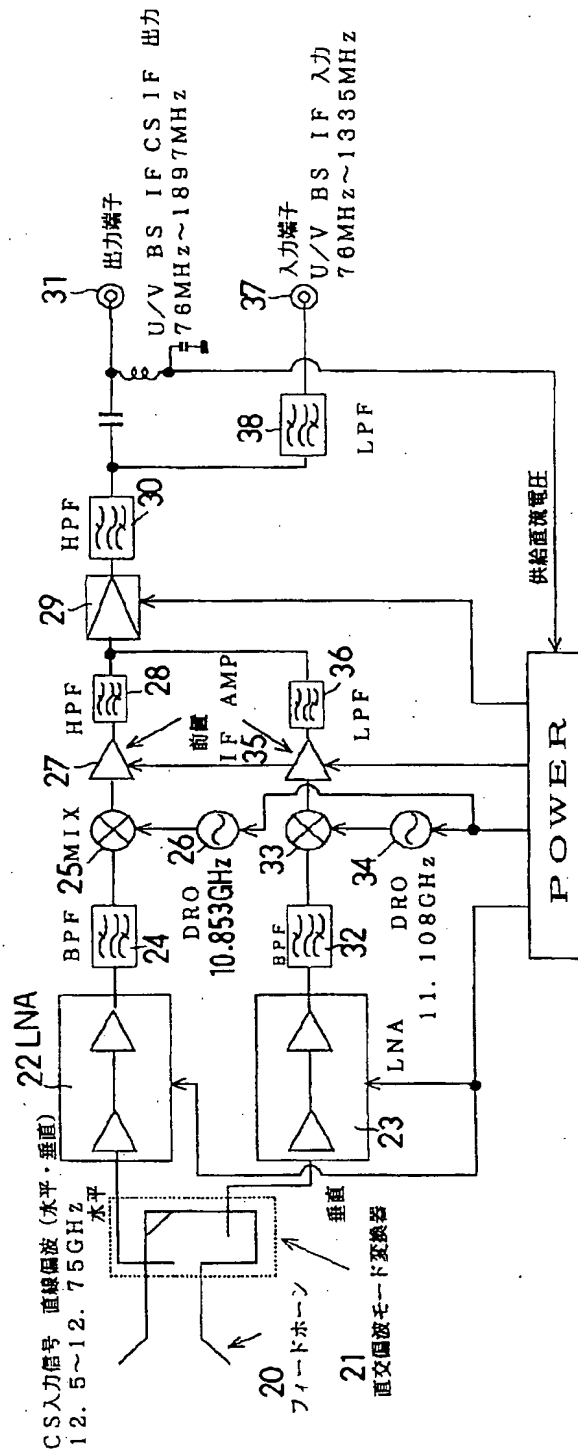 CS入力信号 直線偏波(水平・垂直)
12.5~12.75GHz
水平
垂直
20
フィードホーン
21
直交偏波モード変換器
22 LNA
23
LNA
BPF
24
25 MIX
26
DRO
10.853GHz
27
前置
IF AMP
HPF
28
29
HPF
30
31
出力端子
U/V BS IF CS IF 出力
76MHz~1897MHz
BPF
32
33
34
DRO
11.108GHz
35
36
LPF
37
入力端子
U/V BS IF 入力
76MHz~1335MHz
38
LPF
供給直流電圧
POWER